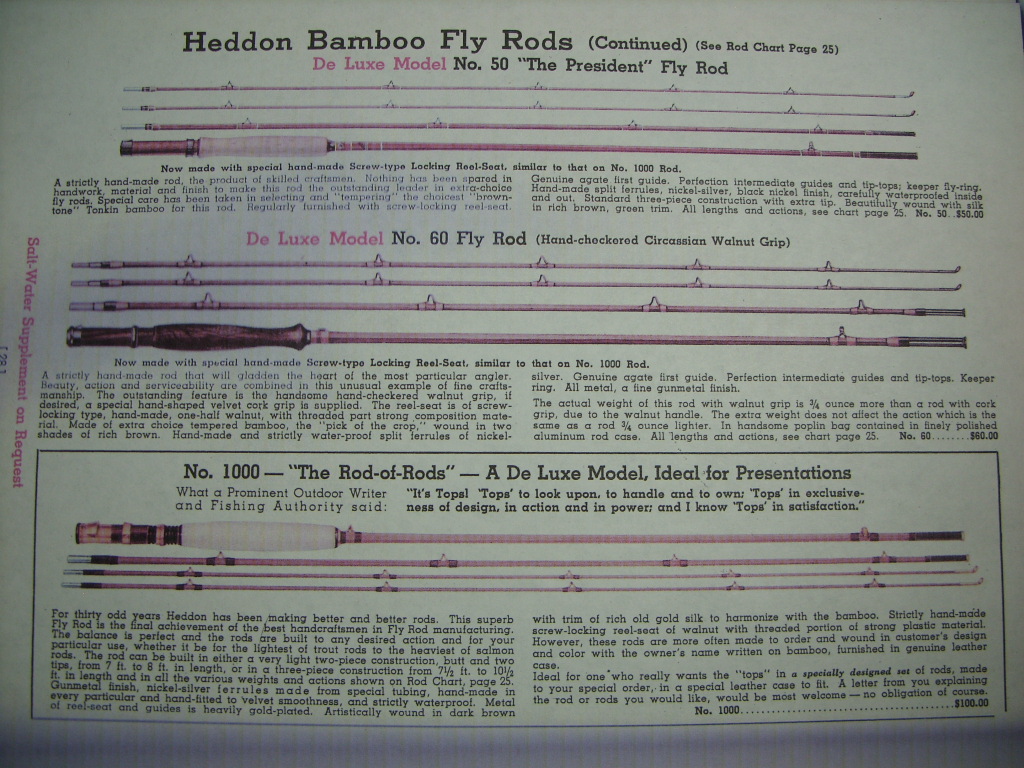 Heddon Bamboo Fly Rods (Continued) (See Rod Chart Page 25)
De Luxe Model No. 50 "The President" Fly Rod
Now made with special hand-made Screw-type Locking Reel-Seat, similar to that on No. 1000 Rod.
A strictly hand-made rod, the product of skilled craftsmen. Nothing has been spared in
handwork, material and finish to make this rod the outstanding leader in extra-choice
fly rods. Special care has been taken in selecting and "tempering" the choicest "brown-
tone" Tonkin bamboo for this rod. Regularly furnished with screw-locking reel-seat.
Genuine agate first guide. Perfection intermediate guides and tip-tops; keeper fly-ring.
Hand-made split ferrules, nickel-silver, black nickel finish, carefully waterproofed inside
and out. Standard three-piece construction with extra tip. Beautifully wound with silk
in rich brown, green trim. All lengths and actions, see chart page 25. No. 50..$50.00
De Luxe Model No. 60 Fly Rod (Hand-checkered Circassian Walnut Grip)
Now made with special hand-made Screw-type Locking Reel-Seat, similar to that on No. 1000 Rod.
A strictly hand-made rod that will gladden the heart of the most particular angler.
Beauty, action and serviceability are combined in this unusual example of fine crafts-
manship. The outstanding feature is the handsome hand-checkered walnut grip, if
desired, a special hand-shaped velvet cork grip is supplied. The reel-seat is of screw-
locking type, hand-made, one-half walnut, with threaded part strong composition mate-
rial. Made of extra choice tempered bamboo, the "pick of the crop," wound in two
shades of rich brown. Hand-made and strictly water-proof split ferrules of nickel-
silver. Genuine agate first guide. Perfection intermediate guides and tip-tops. Keeper
ring. All metal, a fine gunmetal finish.
The actual weight of this rod with walnut grip is ¾ ounce more than a rod with cork
grip, due to the walnut handle. The extra weight does not affect the action which is the
same as a rod ¾ ounce lighter. In handsome poplin bag contained in finely polished
aluminum rod case. All lengths and actions, see chart page 25. No. 60........$60.00
Salt-Water Supplement on Request
[ 28 ]
No. 1000 — "The Rod-of-Rods" — A De Luxe Model, Ideal for Presentations
What a Prominent Outdoor Writer
and Fishing Authority said:
"It's Tops! 'Tops' to look upon, to handle and to own; 'Tops' in exclusive-
ness of design, in action and in power; and I know 'Tops' in satisfaction."
For thirty odd years Heddon has been making better and better rods. This superb
Fly Rod is the final achievement of the best handcraftsmen in Fly Rod manufacturing.
The balance is perfect and the rods are built to any desired action and for your
particular use, whether it be for the lightest of trout rods to the heaviest of salmon
rods. The rod can be built in either a very light two-piece construction, butt and two
tips, from 7 ft. to 8 ft. in length, or in a three-piece construction from 7½ ft. to 10½
ft. in length and in all the various weights and actions shown on Rod Chart, page 25.
Gunmetal finish, nickel-silver ferrules made from special tubing, hand-made in
every particular and hand-fitted to velvet smoothness, and strictly waterproof. Metal
of reel-seat and guides is heavily gold-plated. Artistically wound in dark brown
with trim of rich old gold silk to harmonize with the bamboo. Strictly hand-made
screw-locking reel-seat of walnut with threaded portion of strong plastic material.
However, these rods are more often made to order and wound in customer's design
and color with the owner's name written on bamboo, furnished in genuine leather
case.
Ideal for one who really wants the "tops" in a specially designed set of rods, made
to your special order, in a special leather case to fit. A letter from you explaining
the rod or rods you would like, would be most welcome — no obligation of course.
No. 1000..................................................$100.00